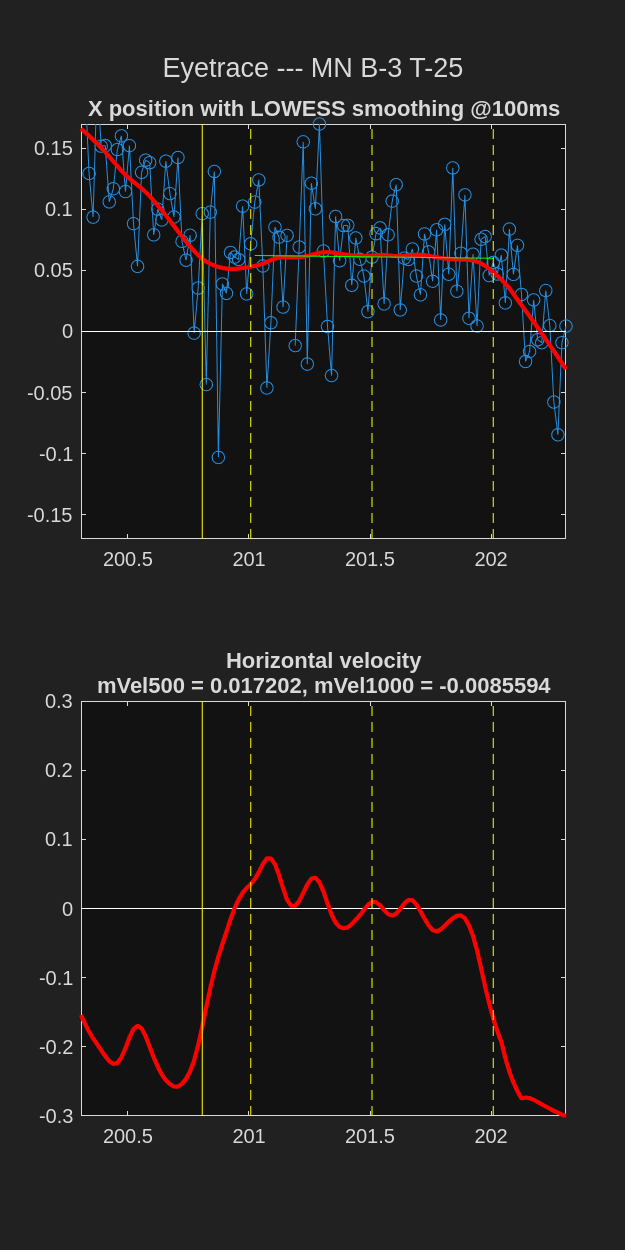 Eyetrace --- MN B-3 T-25
X position with LOWESS smoothing @100ms
0.15
0.1
0.05
0
-0.05
-0.1
-0.15
200.5 201 201.5 202
Horizontal velocity
mVel500 = 0.017202, mVel1000 = -0.0085594
0.3
0.2
0.1
0
-0.1
-0.2
-0.3
200.5 201 201.5 202